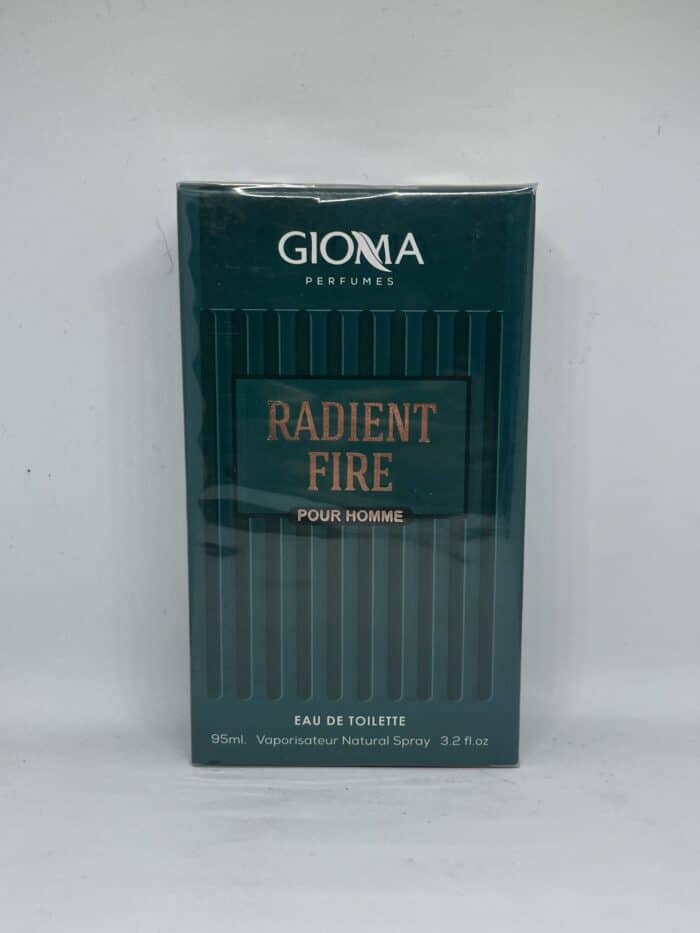 GIOMA
PERFUMES
RADIENT
FIRE
POUR HOMME
EAU DE TOILETTE
95ml. Vaporisateur Natural Spray 3.2 fl.oz